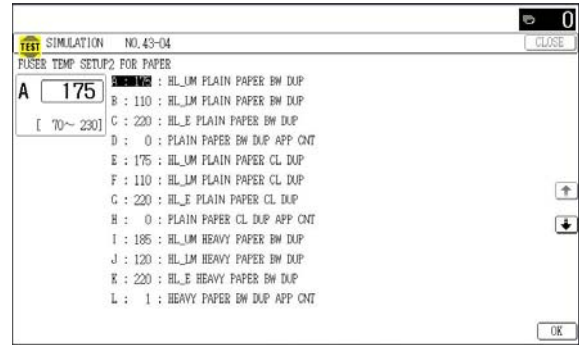 0
TEST SIMULATION NO. 43-04
CLOSE
FUSER TEMP SETUP2 FOR PAPER
A 175
[ 70~ 230]
A : 175 : HL_UM PLAIN PAPER BW DUP
B : 110 : HL_LM PLAIN PAPER BW DUP
C : 220 : HL_E PLAIN PAPER BW DUP
D : 0 : PLAIN PAPER BW DUP APP CNT
E : 175 : HL_UM PLAIN PAPER CL DUP
F : 110 : HL_LM PLAIN PAPER CL DUP
G : 220 : HL_E PLAIN PAPER CL DUP
H : 0 : PLAIN PAPER CL DUP APP CNT
I : 185 : HL_UM HEAVY PAPER BW DUP
J : 120 : HL_LM HEAVY PAPER BW DUP
K : 220 : HL_E HEAVY PAPER BW DUP
L : 1 : HEAVY PAPER BW DUP APP CNT
OK